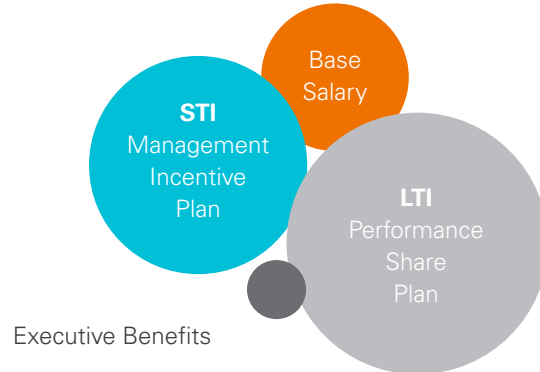 Base
Salary
STI
Management
Incentive
Plan
LTI
Performance
Share
Plan
Executive Benefits